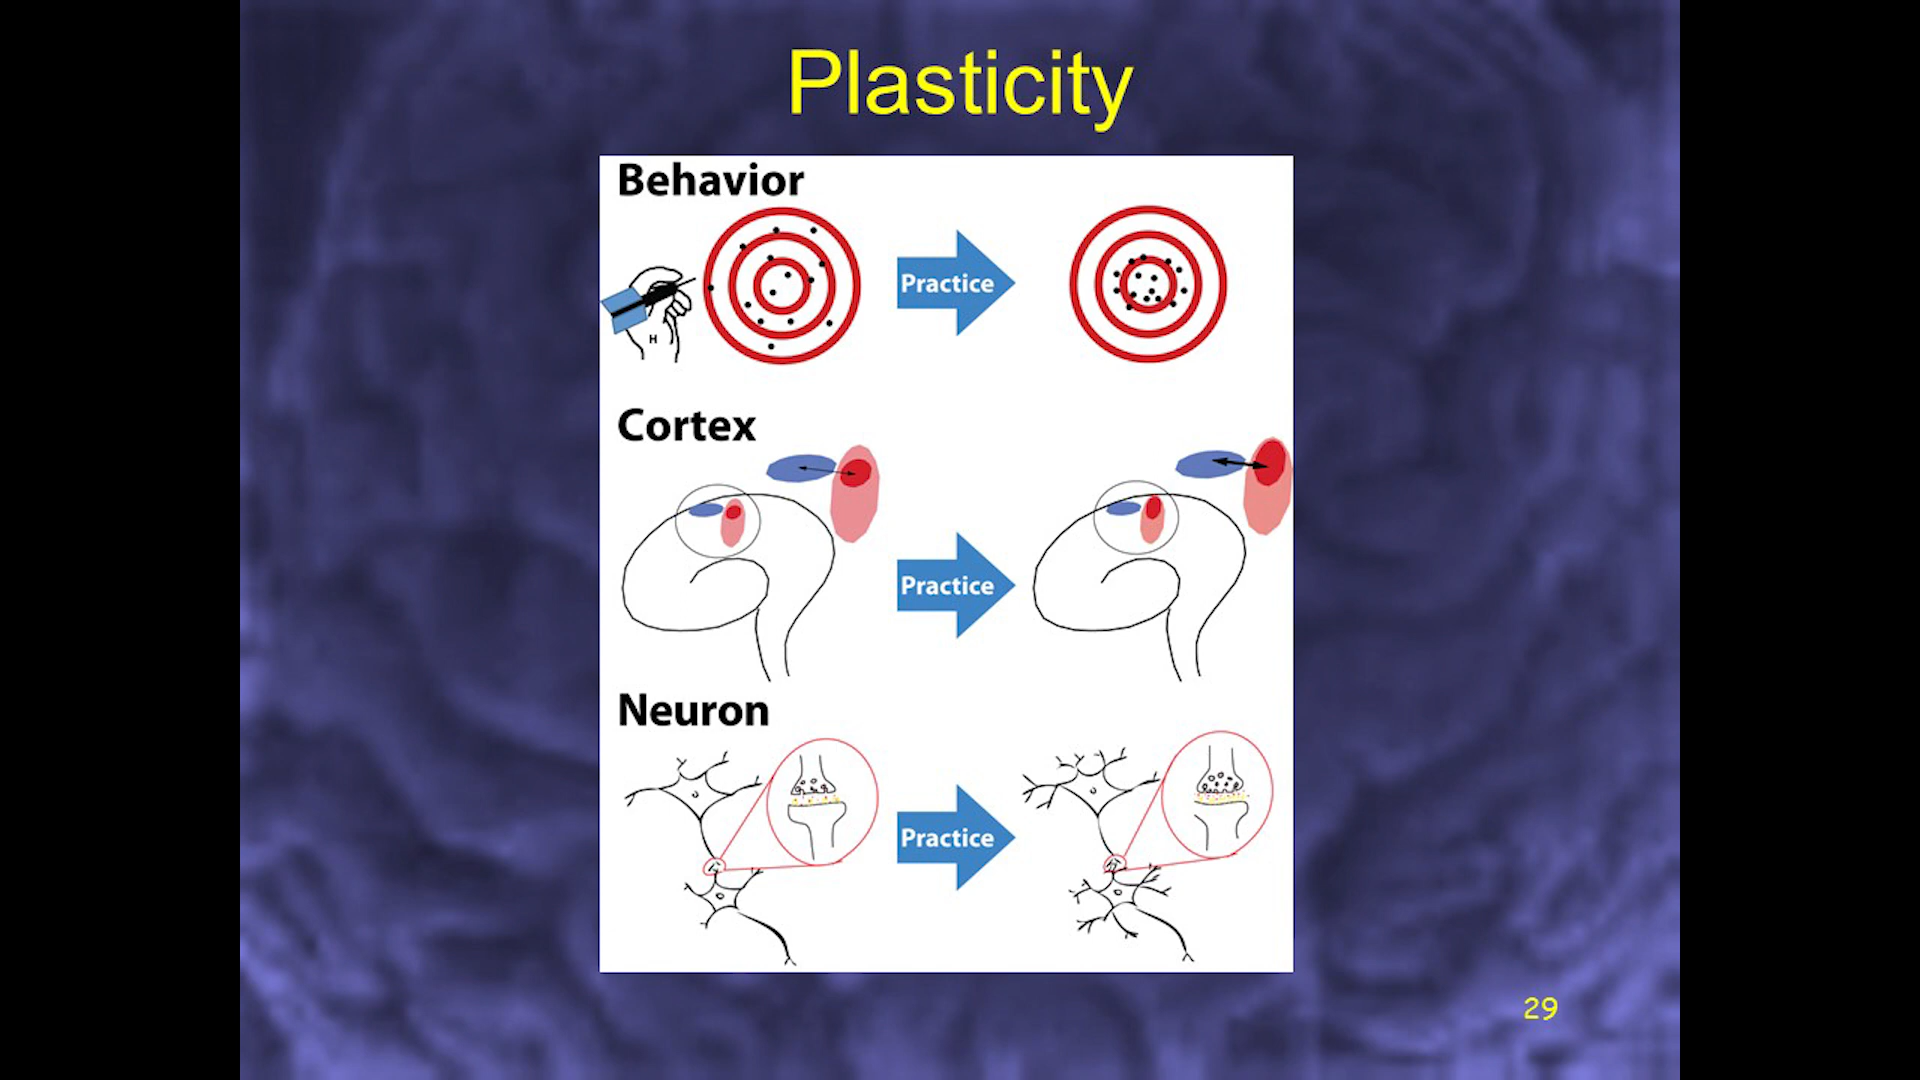 Plasticity
Behavior
H
Practice
Cortex
Practice
Neuron
Practice
29